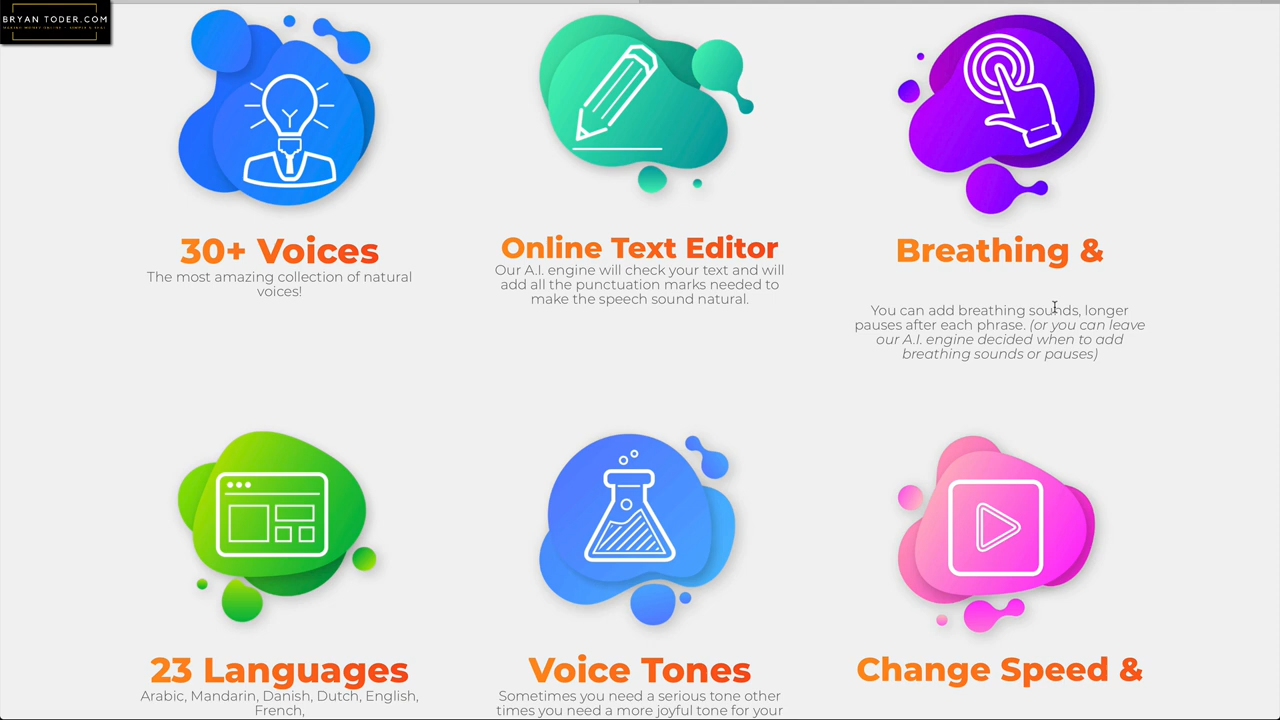 BRYAN TODER.COM
30+ Voices
The most amazing collection of natural
voices!
Online Text Editor
Our A.I. engine will check your text and will
add all the punctuation marks needed to
make the speech sound natural.
Breathing &
You can add breathing sounds, longer
pauses after each phrase. (or you can leave
our A.I. engine decided when to add
breathing sounds or pauses)
23 Languages
Arabic, Mandarin, Danish, Dutch, English,
French,
Voice Tones
Sometimes you need a serious tone other
times you need a more joyful tone for your
Change Speed &